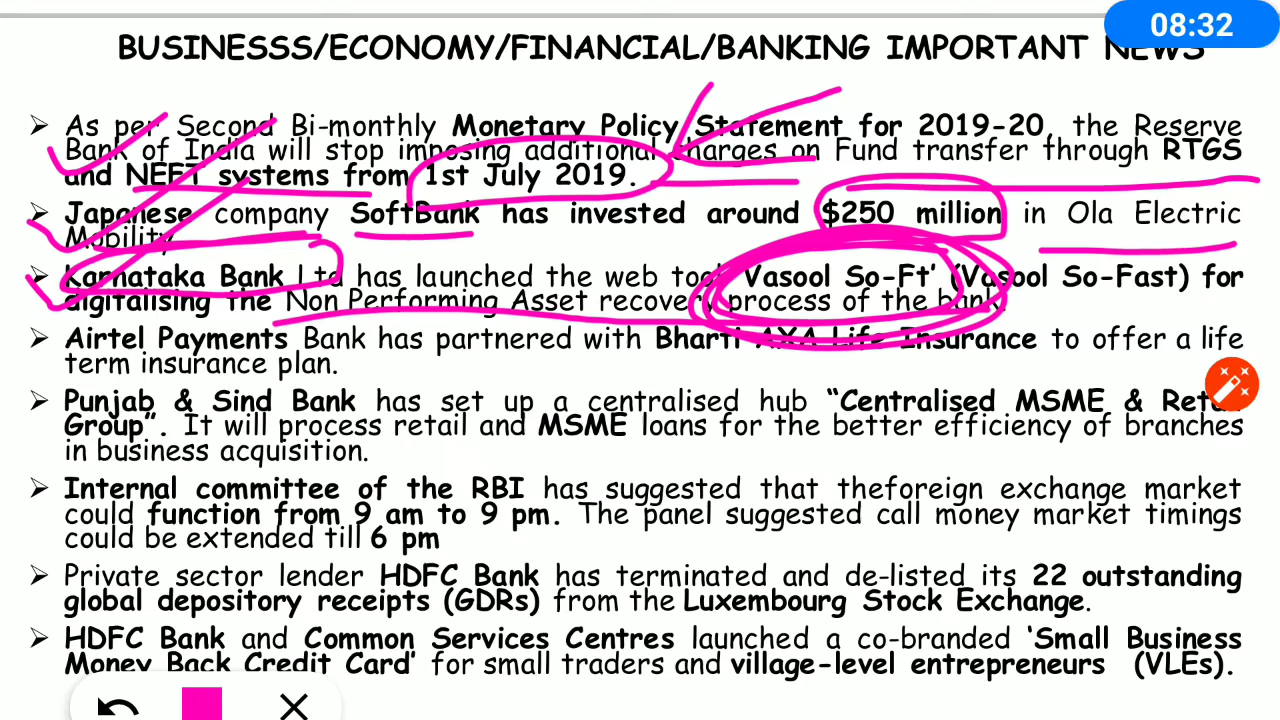 08:32
BUSINESSS/ECONOMY/FINANCIAL/BANKING IMPORTANT NEWS
➢ As per Second Bi-monthly Monetary Policy Statement for 2019-20, the Reserve
Bank of India will stop imposing additional charges on Fund transfer through RTGS
and NEFT systems from 1st July 2019.
➢ Japanese company SoftBank has invested around $250 million in Ola Electric
Mobility
➢ Karnataka Bank Ltd has launched the web tool Vasool So-Ft’ (Vasool So-Fast) for
digitalising the Non Performing Asset recovery process of the bank
➢ Airtel Payments Bank has partnered with Bharti AXA Life Insurance to offer a life
term insurance plan.
➢ Punjab & Sind Bank has set up a centralised hub “Centralised MSME & Retail
Group”. It will process retail and MSME loans for the better efficiency of branches
in business acquisition.
➢ Internal committee of the RBI has suggested that theforeign exchange market
could function from 9 am to 9 pm. The panel suggested call money market timings
could be extended till 6 pm
➢ Private sector lender HDFC Bank has terminated and de-listed its 22 outstanding
global depository receipts (GDRs) from the Luxembourg Stock Exchange.
➢ HDFC Bank and Common Services Centres launched a co-branded ‘Small Business
Money Back Credit Card’ for small traders and village-level entrepreneurs (VLEs).